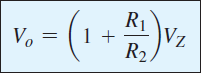 V_o = (1 + R_1/R_2) V_Z